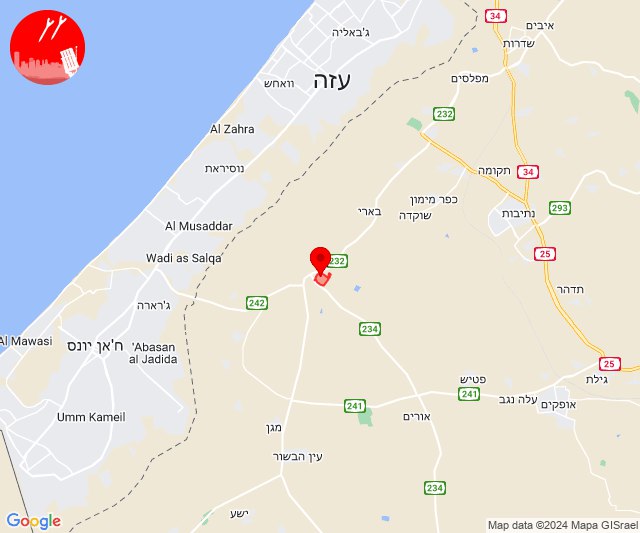 34
איבים
ג'באליה
שדרות
מפלסים
עזה
וואחש
232
Al Zahra
34
תקומה
נוסיראת
כפר מימון
293
בארי
שוקדה
נתיבות
Al Musaddar
25
Wadi as Salqa
232
תדהר
242
ג'רארה
234
Al Mawasi
ח'אן יונס
'Abasan
al Jadida
25
גילת
פטיש
241
עלה נגב
241
אופקים
Umm Kameil
אורים
מגן
עין הבשור
234
ישע
Google
Map data ©2024 Mapa GISrael